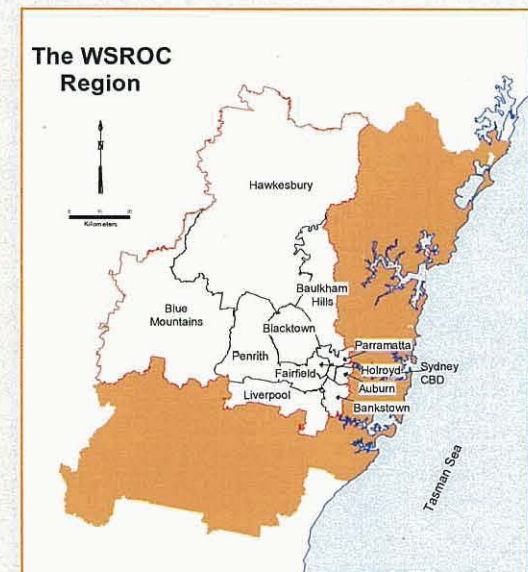 The WSROC
Region
N
Kilometers
Hawkesbury
Baulkham
Hills
Blue
Mountains
Blacktown
Parramatta
Penrith
Holroyd
Sydney
CBD
Fairfield
Auburn
Liverpool
Bankstown
Tasman Sea